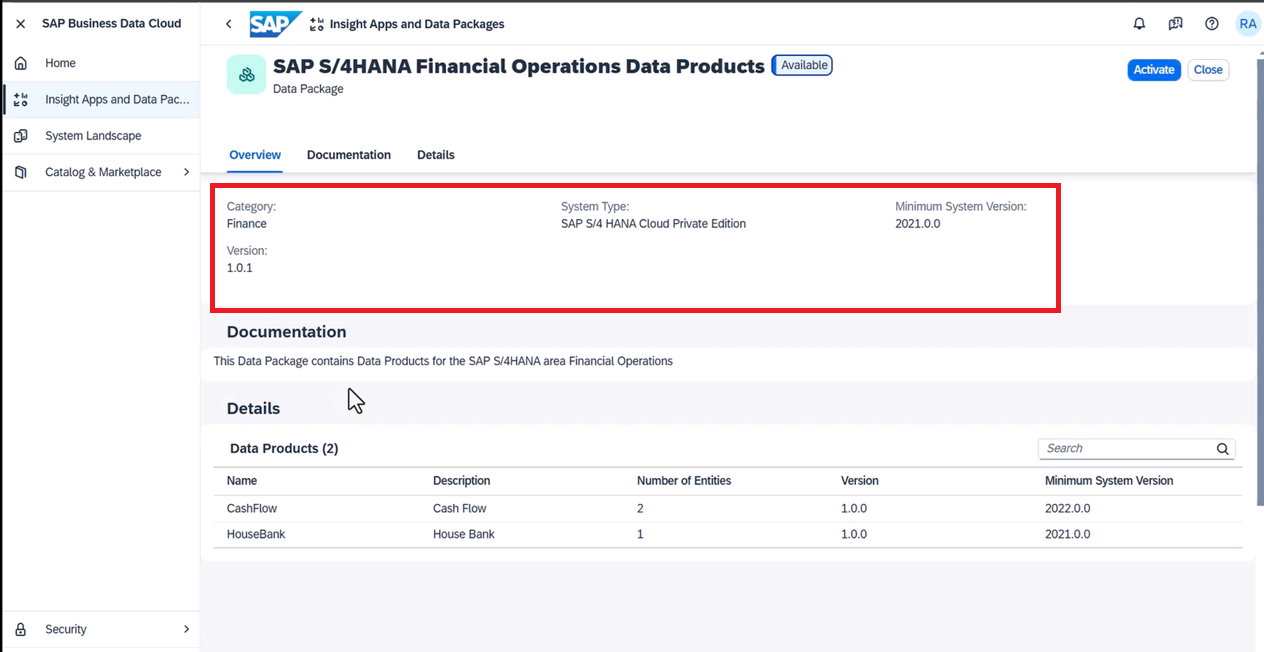 SAP Business Data Cloud
SAP Insight Apps and Data Packages
RA
Home
Insight Apps and Data Pac...
System Landscape
Catalog & Marketplace
Security
SAP S/4HANA Financial Operations Data Products Available
Data Package
Activate Close
Overview Documentation Details
Category: System Type: Minimum System Version:
Finance SAP S/4 HANA Cloud Private Edition 2021.0.0
Version:
1.0.1
Documentation
This Data Package contains Data Products for the SAP S/4HANA area Financial Operations
Details
Data Products (2) Search
Name Description Number of Entities Version Minimum System Version
CashFlow Cash Flow 2 1.0.0 2022.0.0
HouseBank House Bank 1 1.0.0 2021.0.0